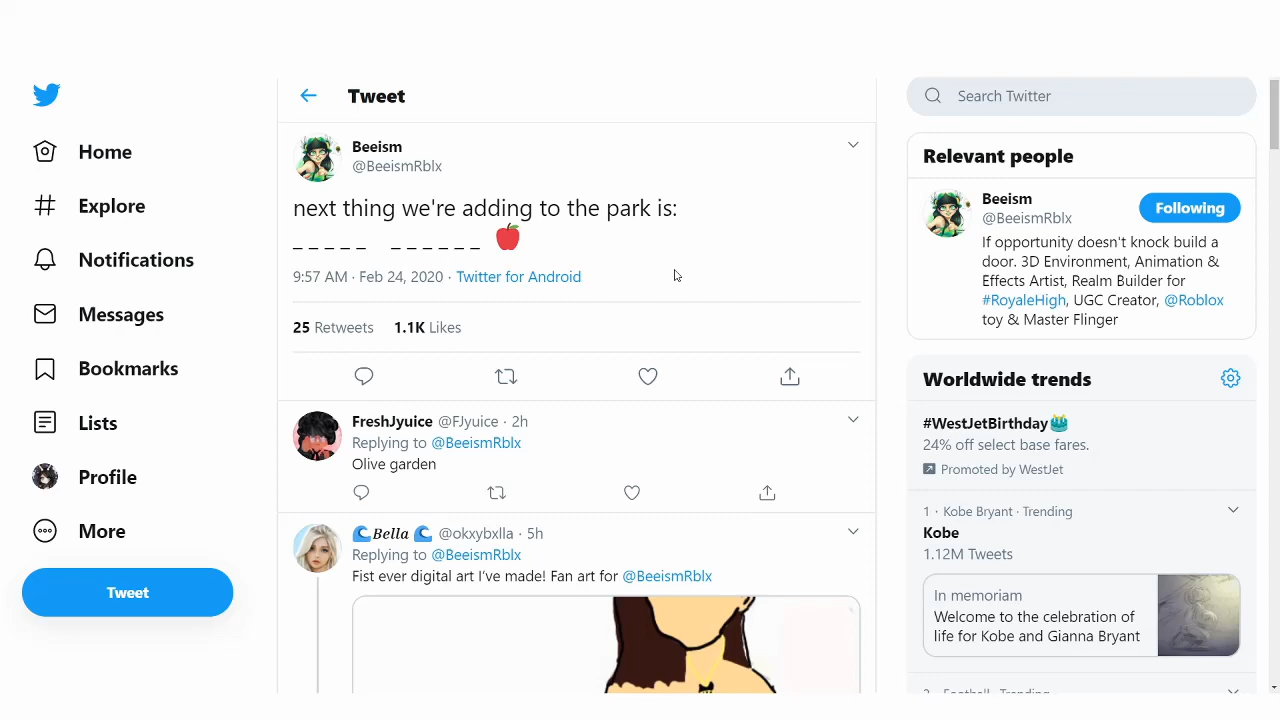 Tweet
Search Twitter
Home
Explore
Notifications
Messages
Bookmarks
Lists
Profile
More
Tweet
Beeism
@BeeismRblx
next thing we're adding to the park is:
_ _ _ _ _  _ _ _ _ _ _ 🍎
9:57 AM · Feb 24, 2020 · Twitter for Android
25 Retweets 1.1K Likes
FreshJyuice @FJyuice · 2h
Replying to @BeeismRblx
Olive garden
🌊Bella 🌊 @okxybxlla · 5h
Replying to @BeeismRblx
Fist ever digital art I've made! Fan art for @BeeismRblx
Relevant people
Beeism
@BeeismRblx
Following
If opportunity doesn't knock build a
door. 3D Environment, Animation &
Effects Artist, Realm Builder for
#RoyaleHigh, UGC Creator, @Roblox
toy & Master Flinger
Worldwide trends
#WestJetBirthday🎂
24% off select base fares.
Promoted by WestJet
1 · Kobe Bryant · Trending
Kobe
1.12M Tweets
In memoriam
Welcome to the celebration of
life for Kobe and Gianna Bryant
2 · Football · Trending